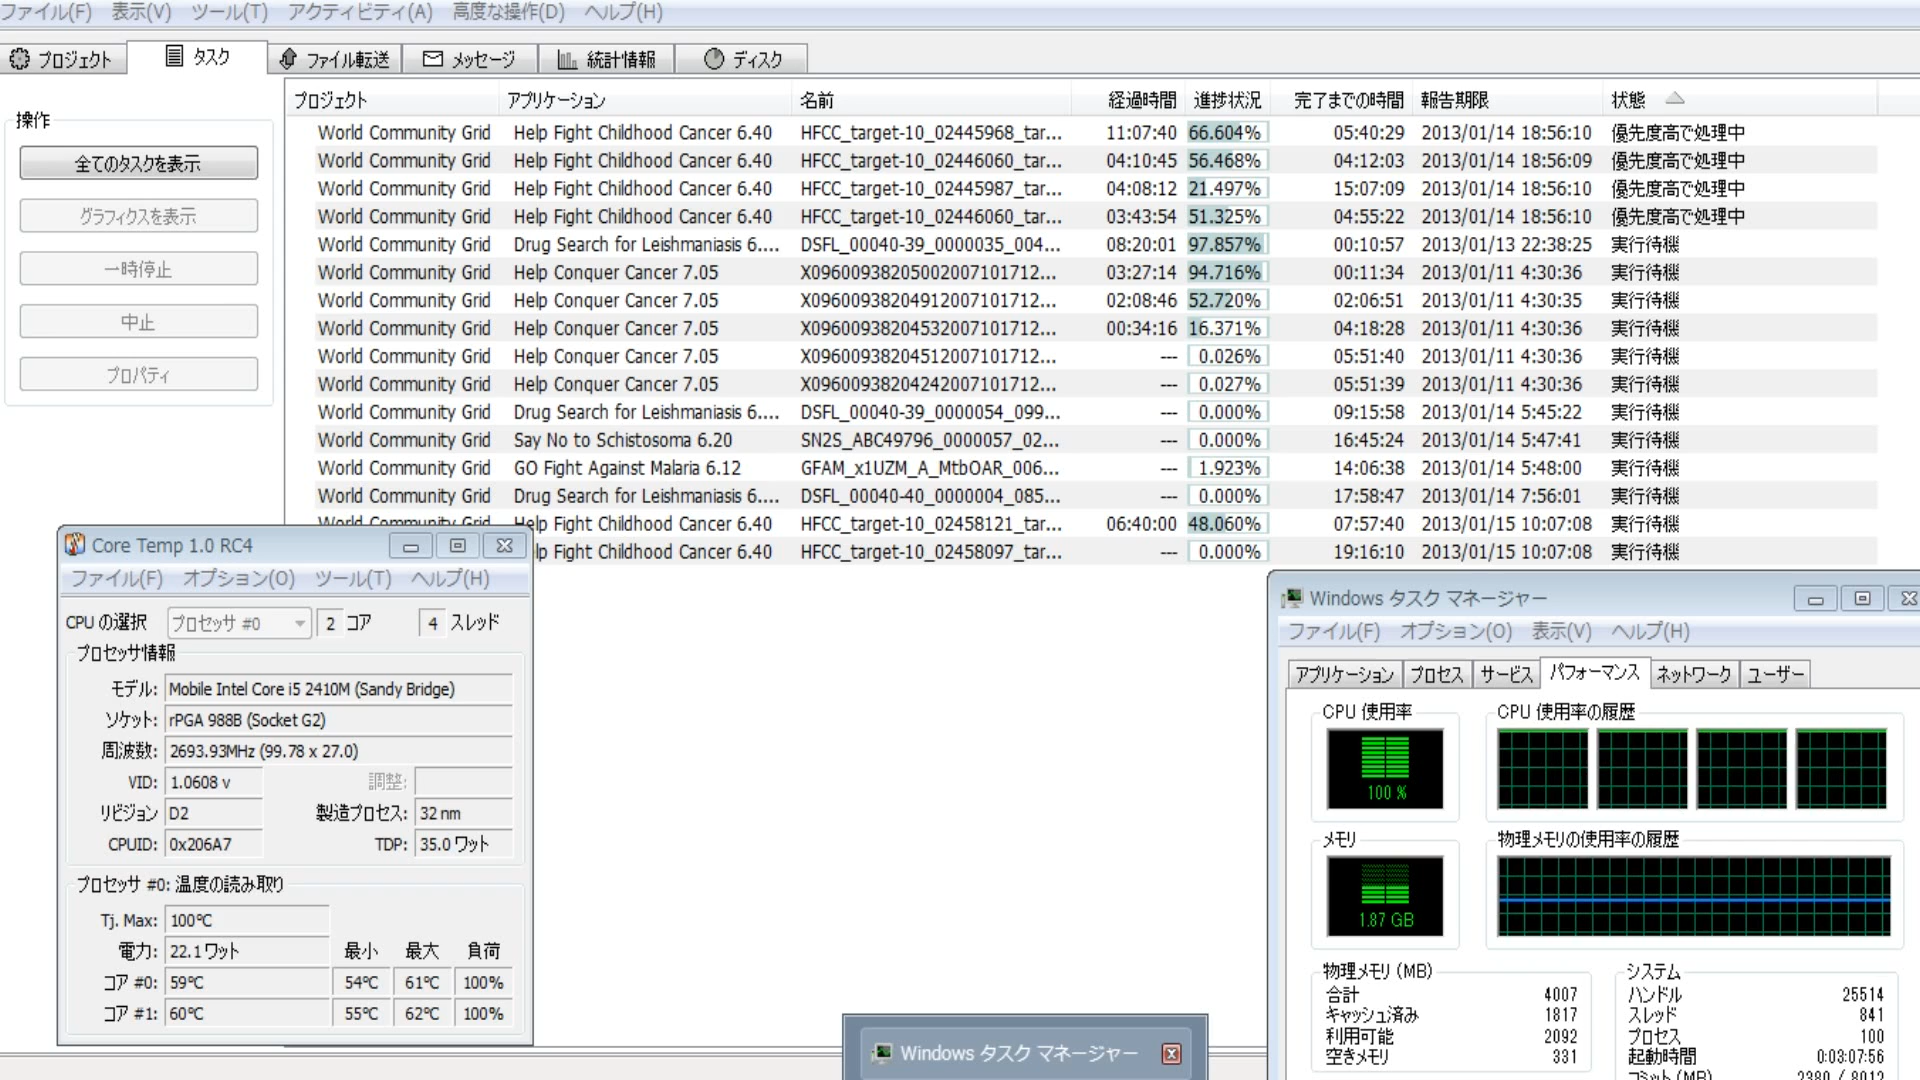 ファイル(F) 表示(V) ツール(T) アクティビティ(A) 高度な操作(D) ヘルプ(H)
プロジェクト タスク ファイル転送 メッセージ 統計情報 ディスク
操作
全てのタスクを表示
グラフィクスを表示
一時停止
中止
プロパティ
プロジェクト アプリケーション 名前 経過時間 進捗状況 完了までの時間 報告期限 状態
World Community Grid Help Fight Childhood Cancer 6.40 HFCC_target-10_02445968_tar... 11:07:40 66.604% 05:40:29 2013/01/14 18:56:10 優先度高で処理中
World Community Grid Help Fight Childhood Cancer 6.40 HFCC_target-10_02446060_tar... 04:10:45 56.468% 04:12:03 2013/01/14 18:56:09 優先度高で処理中
World Community Grid Help Fight Childhood Cancer 6.40 HFCC_target-10_02445987_tar... 04:08:12 21.497% 15:07:09 2013/01/14 18:56:10 優先度高で処理中
World Community Grid Help Fight Childhood Cancer 6.40 HFCC_target-10_02446060_tar... 03:43:54 51.325% 04:55:22 2013/01/14 18:56:10 優先度高で処理中
World Community Grid Drug Search for Leishmaniasis 6.... DSFL_00040-39_0000035_004... 08:20:01 97.857% 00:10:57 2013/01/13 22:38:25 実行待機
World Community Grid Help Conquer Cancer 7.05 X0960093820500200710171​2... 03:27:14 94.716% 00:11:34 2013/01/11 4:30:36 実行待機
World Community Grid Help Conquer Cancer 7.05 X0960093820491200710171​2... 02:08:46 52.720% 02:06:51 2013/01/11 4:30:35 実行待機
World Community Grid Help Conquer Cancer 7.05 X0960093820453200710171​2... 00:34:16 16.371% 04:18:28 2013/01/11 4:30:36 実行待機
World Community Grid Help Conquer Cancer 7.05 X0960093820451200710171​2... --- 0.026% 05:51:40 2013/01/11 4:30:36 実行待機
World Community Grid Help Conquer Cancer 7.05 X0960093820424200710171​2... --- 0.027% 05:51:39 2013/01/11 4:30:36 実行待機
World Community Grid Drug Search for Leishmaniasis 6.... DSFL_00040-39_0000054_099... --- 0.000% 09:15:58 2013/01/14 5:45:22 実行待機
World Community Grid Say No to Schistosoma 6.20 SN2S_ABC49796_0000057_02... --- 0.000% 16:45:24 2013/01/14 5:47:41 実行待機
World Community Grid GO Fight Against Malaria 6.12 GFAM_x1UZM_A_MtbOAR_006... --- 1.923% 14:06:38 2013/01/14 5:48:00 実行待機
World Community Grid Drug Search for Leishmaniasis 6.... DSFL_00040-40_0000004_085... --- 0.000% 17:58:47 2013/01/14 7:56:01 実行待機
World Community Grid Help Fight Childhood Cancer 6.40 HFCC_target-10_02458121_tar... 06:40:00 48.060% 07:57:40 2013/01/15 10:07:08 実行待機
lp Fight Childhood Cancer 6.40 HFCC_target-10_02458097_tar... --- 0.000% 19:16:10 2013/01/15 10:07:08 実行待機
Core Temp 1.0 RC4
ファイル(F) オプション(O) ツール(T) ヘルプ(H)
CPU の選択 プロセッサ #0 2 コア 4 スレッド
プロセッサ情報
モデル: Mobile Intel Core i5 2410M (Sandy Bridge)
ソケット: rPGA 988B (Socket G2)
周波数: 2693.93MHz (99.78 x 27.0)
VID: 1.0608 v 調整:
リビジョン D2 製造プロセス: 32 nm
CPUID: 0x206A7 TDP: 35.0 ワット
プロセッサ #0: 温度の読み取り
Tj. Max: 100℃
電力: 22.1 ワット 最小 最大 負荷
コア #0: 59℃ 54℃ 61℃ 100%
コア #1: 60℃ 55℃ 62℃ 100%
Windows タスク マネージャー
Windows タスク マネージャー
ファイル(F) オプション(O) 表示(V) ヘルプ(H)
アプリケーション プロセス サービス パフォーマンス ネットワーク ユーザー
CPU 使用率 CPU 使用率の履歴
100 %
メモリ 物理メモリの使用率の履歴
1.87 GB
物理メモリ (MB)
合計 4007
キャッシュ済み 1817
利用可能 2092
空きメモリ 331
システム
ハンドル 25514
スレッド 841
プロセス 100
起動時間 0:03:07:56
コミット (MB) 2380 / 8012